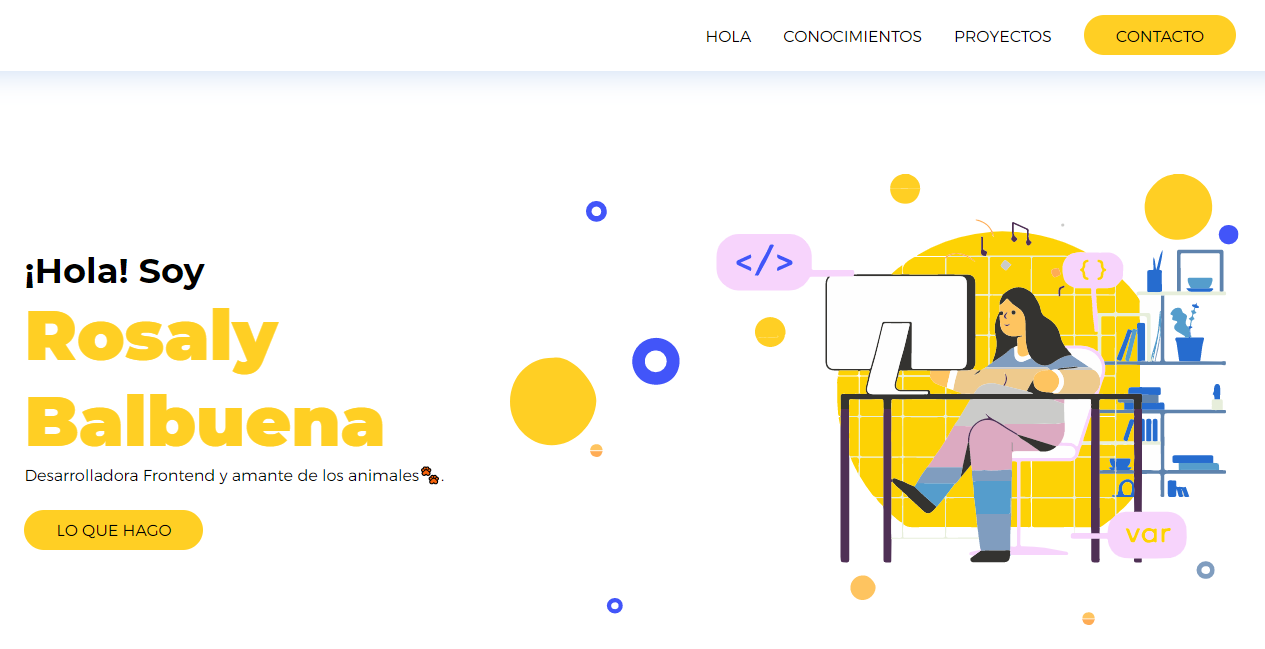 HOLA CONOCIMIENTOS PROYECTOS CONTACTO
¡Hola! Soy
Rosaly
Balbuena
Desarrolladora Frontend y amante de los animales🐾.
LO QUE HAGO
</>
{ }
var